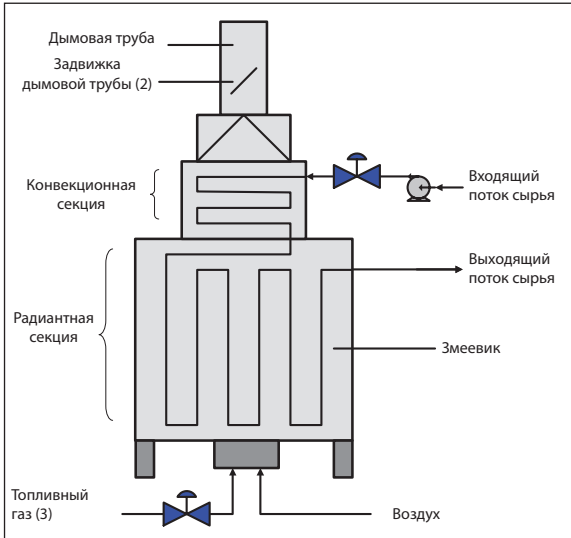 Дымовая труба
Задвижка
дымовой трубы (2)
Конвекционная
секция
Входящий
поток сырья
Выходящий
поток сырья
Радиантная
секция
Змеевик
Топливный
газ (3)
Воздух